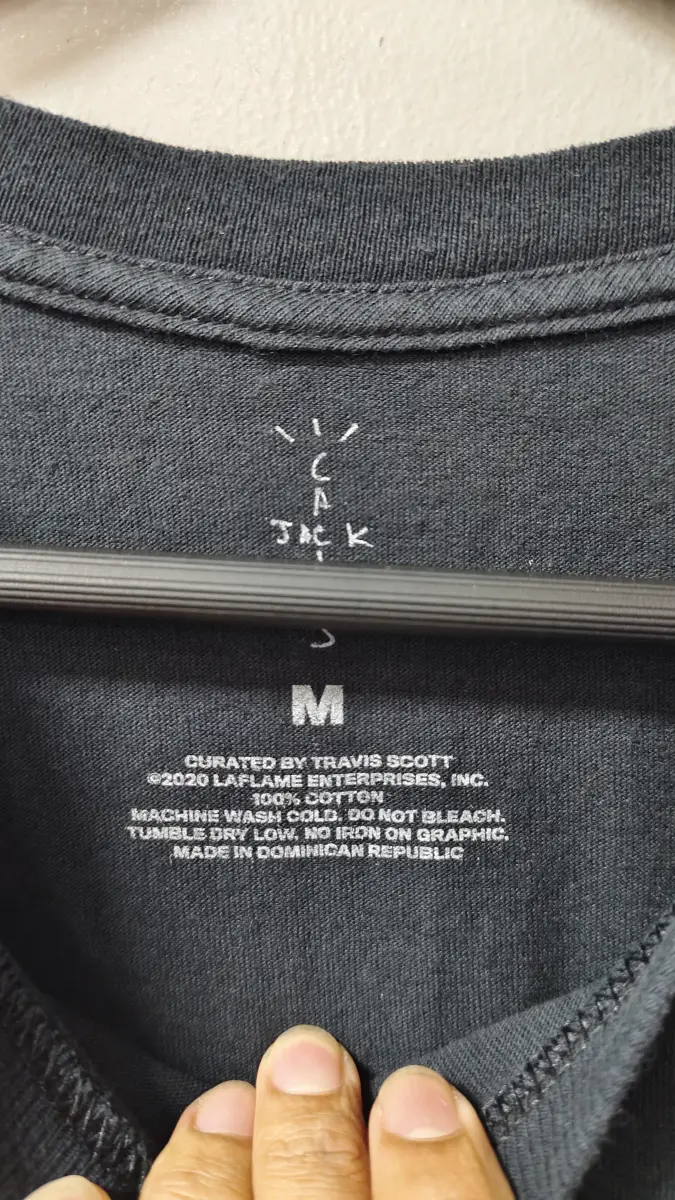 C
A
JACK
M
CURATED BY TRAVIS SCOTT
©2020 LAFLAME ENTERPRISES, INC.
100% COTTON
MACHINE WASH COLD. DO NOT BLEACH.
TUMBLE DRY LOW. NO IRON ON GRAPHIC.
MADE IN DOMINICAN REPUBLIC